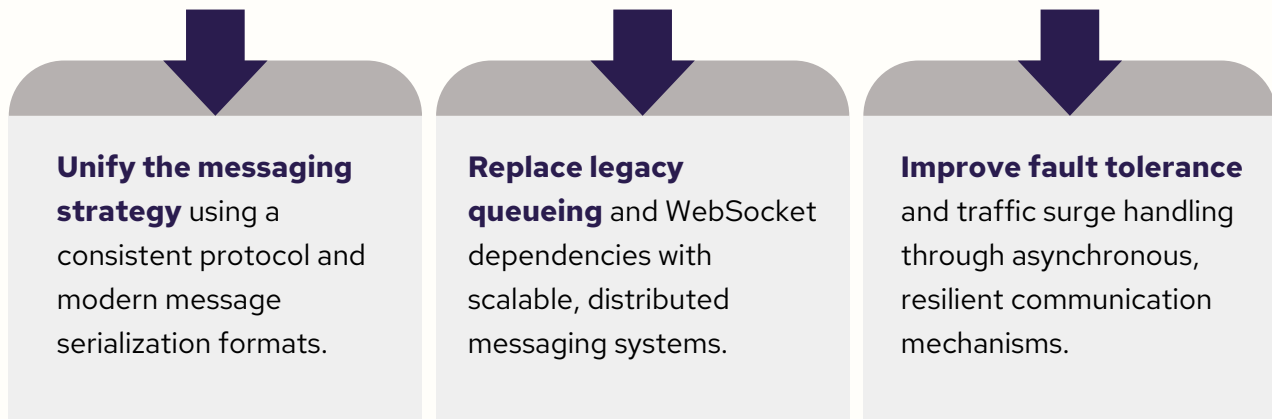 Unify the messaging
strategy using a
consistent protocol and
modern message
serialization formats.
Replace legacy
queueing and WebSocket
dependencies with
scalable, distributed
messaging systems.
Improve fault tolerance
and traffic surge handling
through asynchronous,
resilient communication
mechanisms.